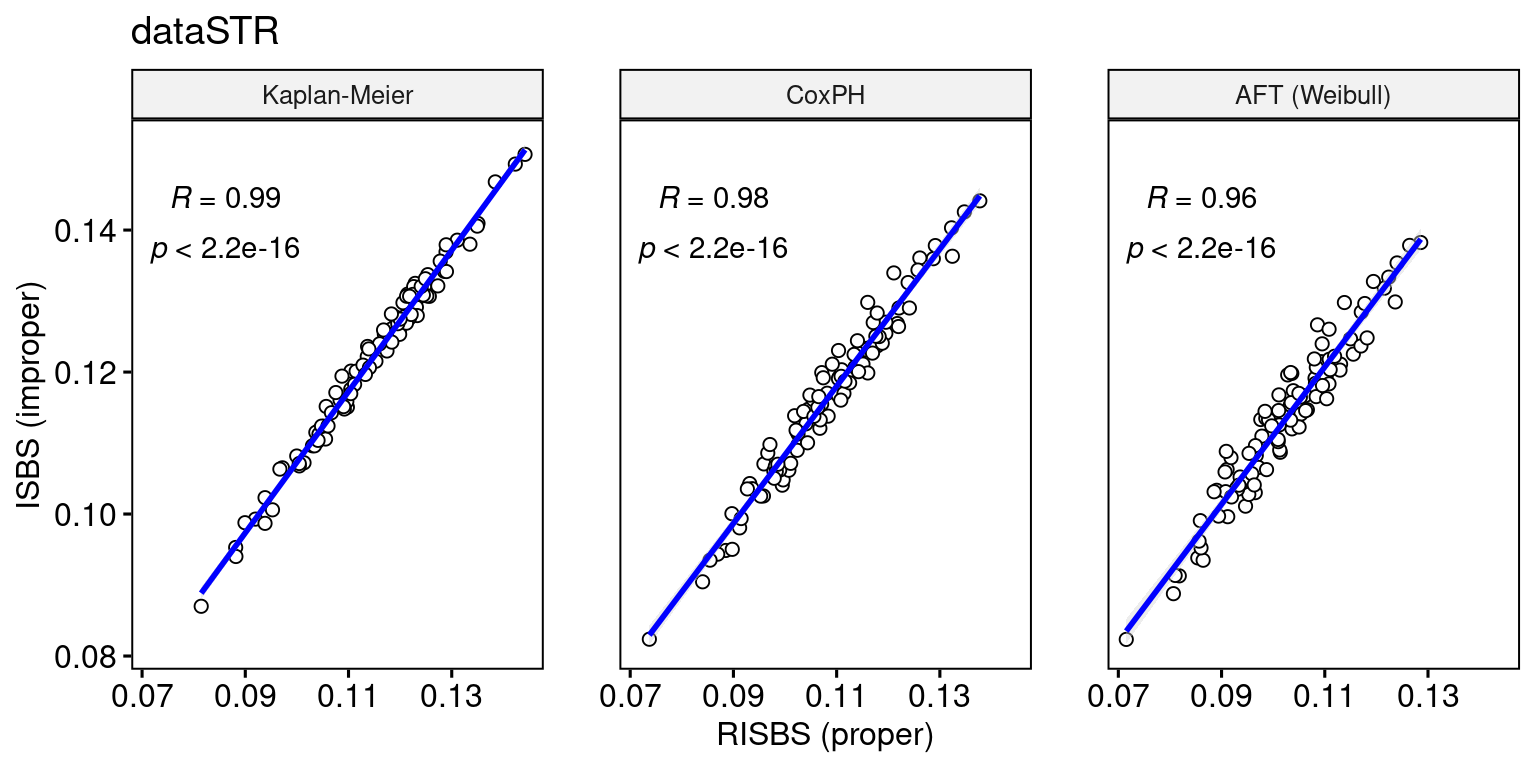 dataSTR
Kaplan-Meier
CoxPH
AFT (Weibull)
R = 0.99
p < 2.2e-16
R = 0.98
p < 2.2e-16
R = 0.96
p < 2.2e-16
ISBS (improper)
0.14
0.12
0.10
0.08
0.07 0.09 0.11 0.13
0.07 0.09 0.11 0.13
0.07 0.09 0.11 0.13
RISBS (proper)